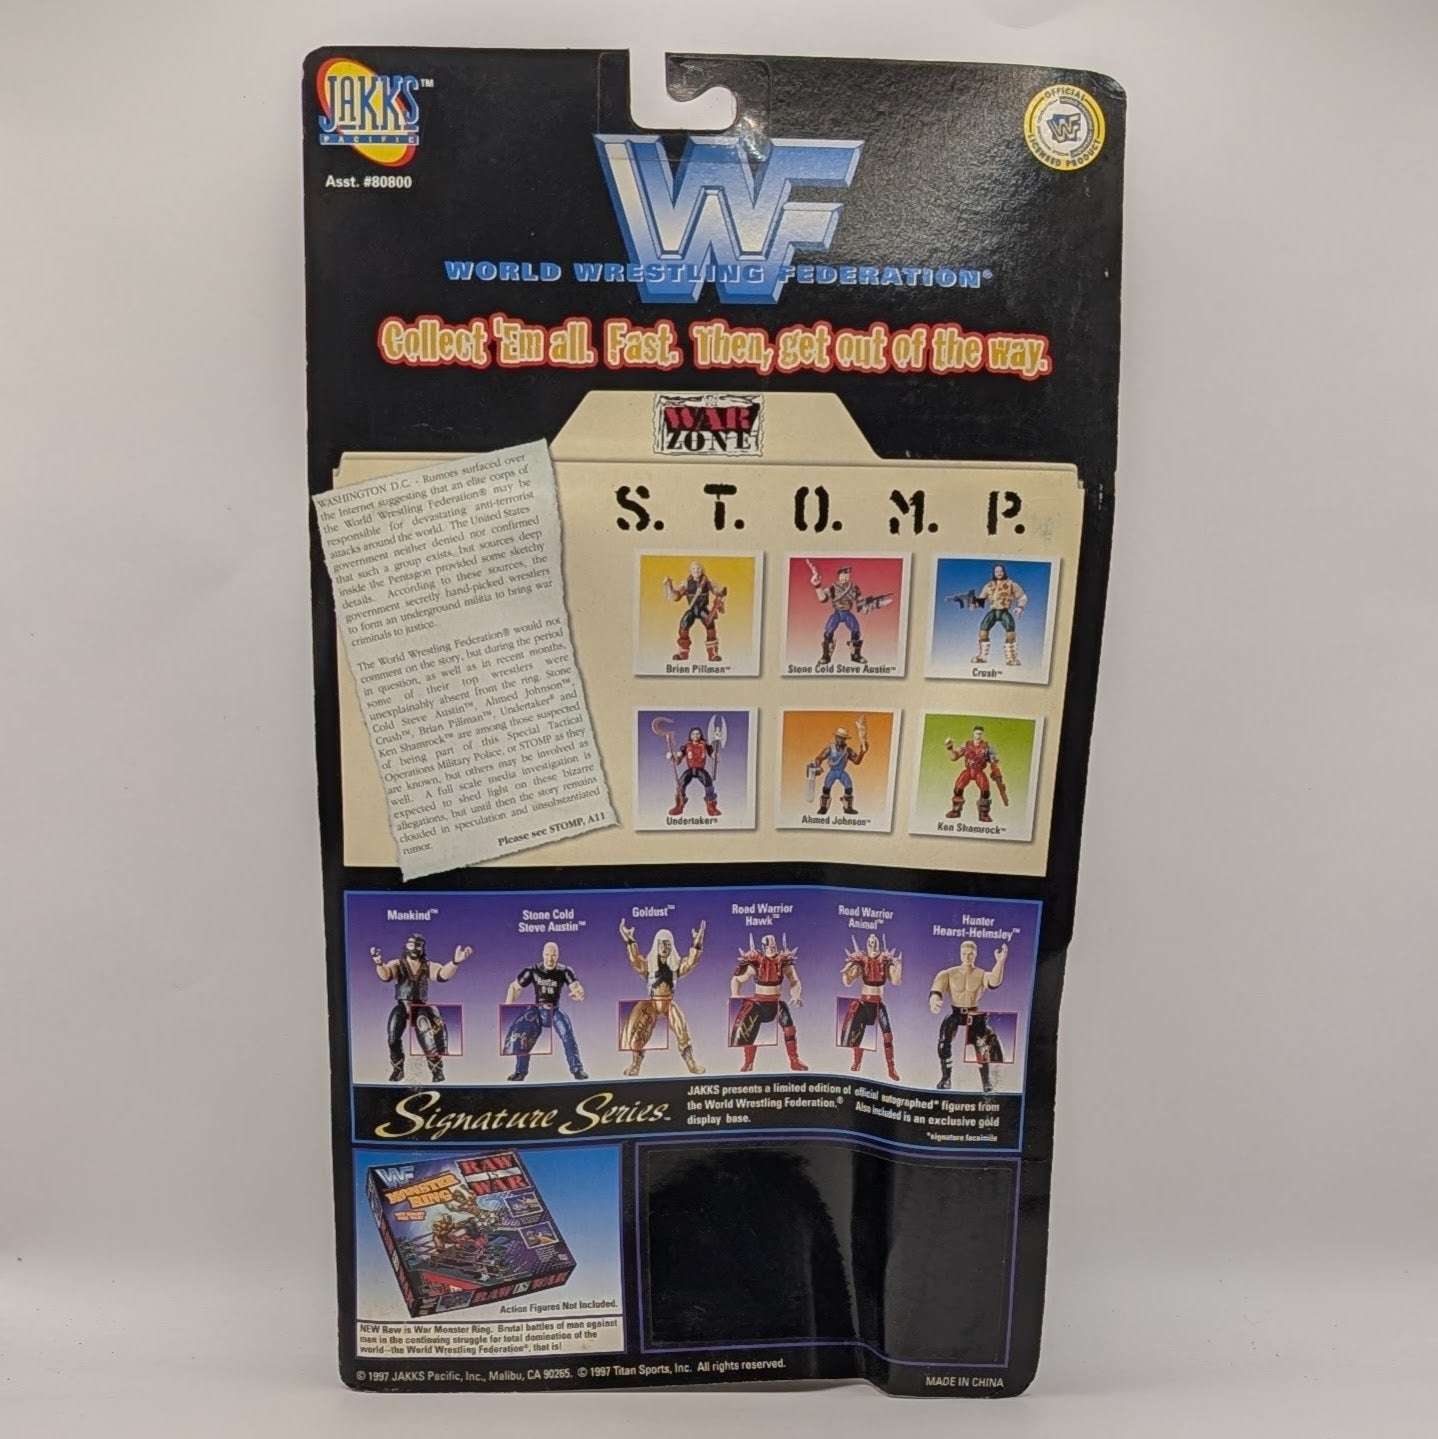 JAKKS™
PACIFIC
Asst. #80800
OFFICIAL
LICENSED PRODUCT
WF
WORLD WRESTLING FEDERATION®
Collect 'Em all. Fast. Then, get out of the way.
WAR
ZONE
S. T. O. M. P.
WASHINGTON D.C. - Rumors surfaced over
the Internet suggesting that an elite corps of
the World Wrestling Federation® may be
responsible for devastating anti-terrorist
attacks around the world. The United States
government neither denied nor confirmed
that such a group exists, but sources deep
inside the Pentagon provided some sketchy
details. According to these sources, the
government secretly hand-picked wrestlers
to form an underground militia to bring war
criminals to justice.
The World Wrestling Federation® would not
comment on the story, but during the period
in question, as well as in recent months,
some of their top wrestlers were
unexplainably absent from the ring. Stone
Cold Steve Austin™, Ahmed Johnson™,
Crush™, Brian Pillman™, Undertaker® and
Ken Shamrock™ are among those suspected
of being part of this Special Tactical
Operations Military Police, or STOMP as they
are known, but others may be involved as
well. A full scale media investigation is
expected to shed light on these bizarre
allegations, but until then the story remains
clouded in speculation and unsubstantiated
rumor.
Please see STOMP, A11
Brian Pillman™
Stone Cold Steve Austin™
Crush™
Undertaker®
Ahmed Johnson™
Ken Shamrock™
Mankind™
Stone Cold
Steve Austin™
Goldust™
Road Warrior
Hawk™
Road Warrior
Animal™
Hunter
Hearst-Helmsley™
Signature Series™
JAKKS presents a limited edition of official autographed* figures from
the World Wrestling Federation.® Also included is an exclusive gold
display base.
*signature facsimile
WF
MONSTER
RING
RAW
IS
WAR
RAW IS WAR
Action Figures Not Included.
NEW Raw is War Monster Ring. Brutal battles of man against
man in the continuing struggle for total domination of the
world—the World Wrestling Federation®, that is!
© 1997 JAKKS Pacific, Inc., Malibu, CA 90265. © 1997 Titan Sports, Inc. All rights reserved.
MADE IN CHINA